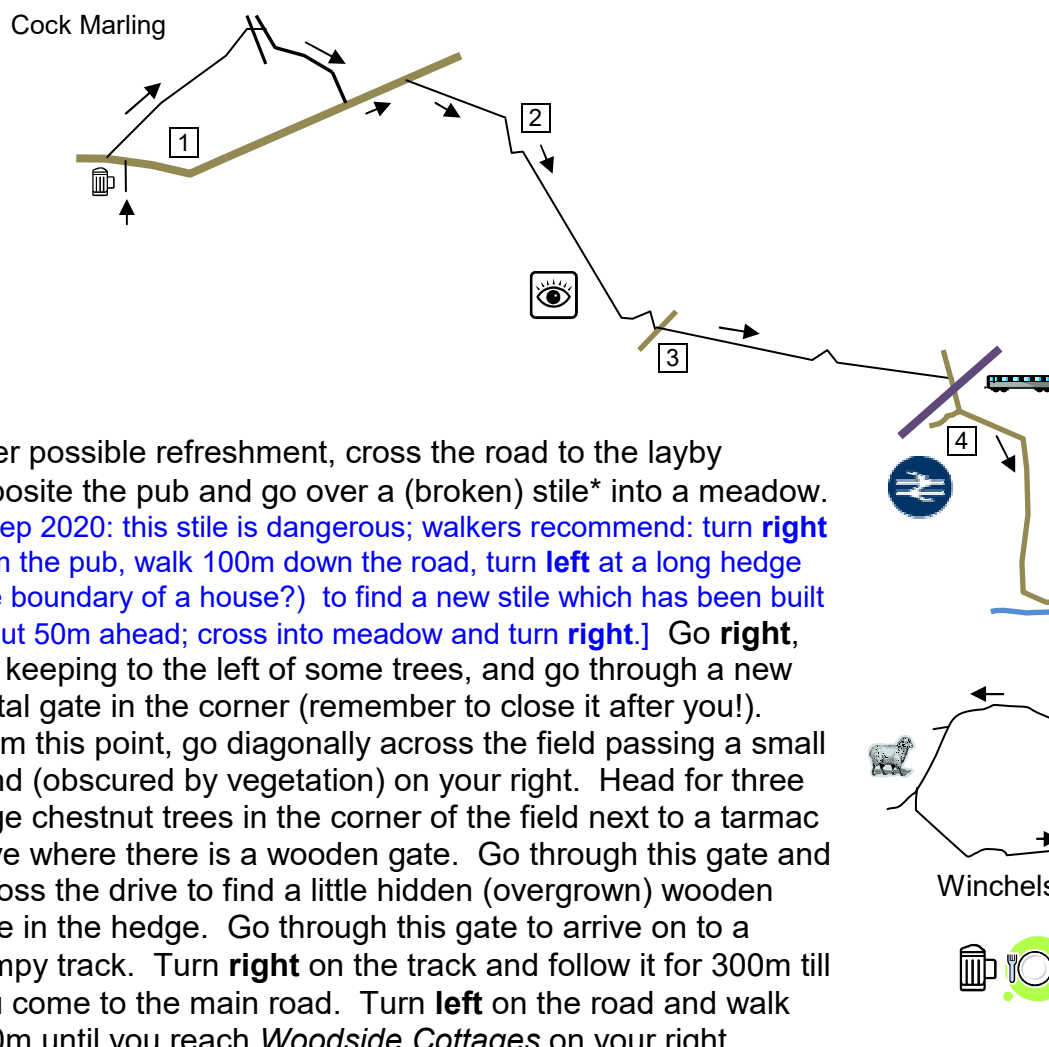 Cock Marling
1
2
3
4
er possible refreshment, cross the road to the layby
posite the pub and go over a (broken) stile* into a meadow.
ep 2020: this stile is dangerous; walkers recommend: turn right
m the pub, walk 100m down the road, turn left at a long hedge
e boundary of a house?) to find a new stile which has been built
out 50m ahead; cross into meadow and turn right.] Go right,
keeping to the left of some trees, and go through a new
tal gate in the corner (remember to close it after you!).
m this point, go diagonally across the field passing a small
nd (obscured by vegetation) on your right. Head for three
ge chestnut trees in the corner of the field next to a tarmac
ve where there is a wooden gate. Go through this gate and
oss the drive to find a little hidden (overgrown) wooden
e in the hedge. Go through this gate to arrive on to a
mpy track. Turn right on the track and follow it for 300m till
u come to the main road. Turn left on the road and walk
0m until you reach Woodside Cottages on your right
Winchels